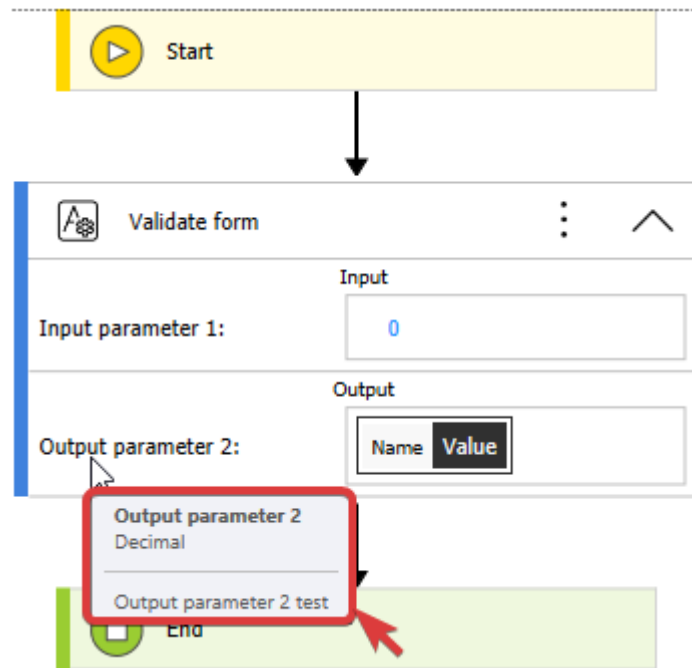 Start
Validate form
Input
Input parameter 1:
0
Output
Output parameter 2:
Name Value
Output parameter 2
Decimal
Output parameter 2 test
End